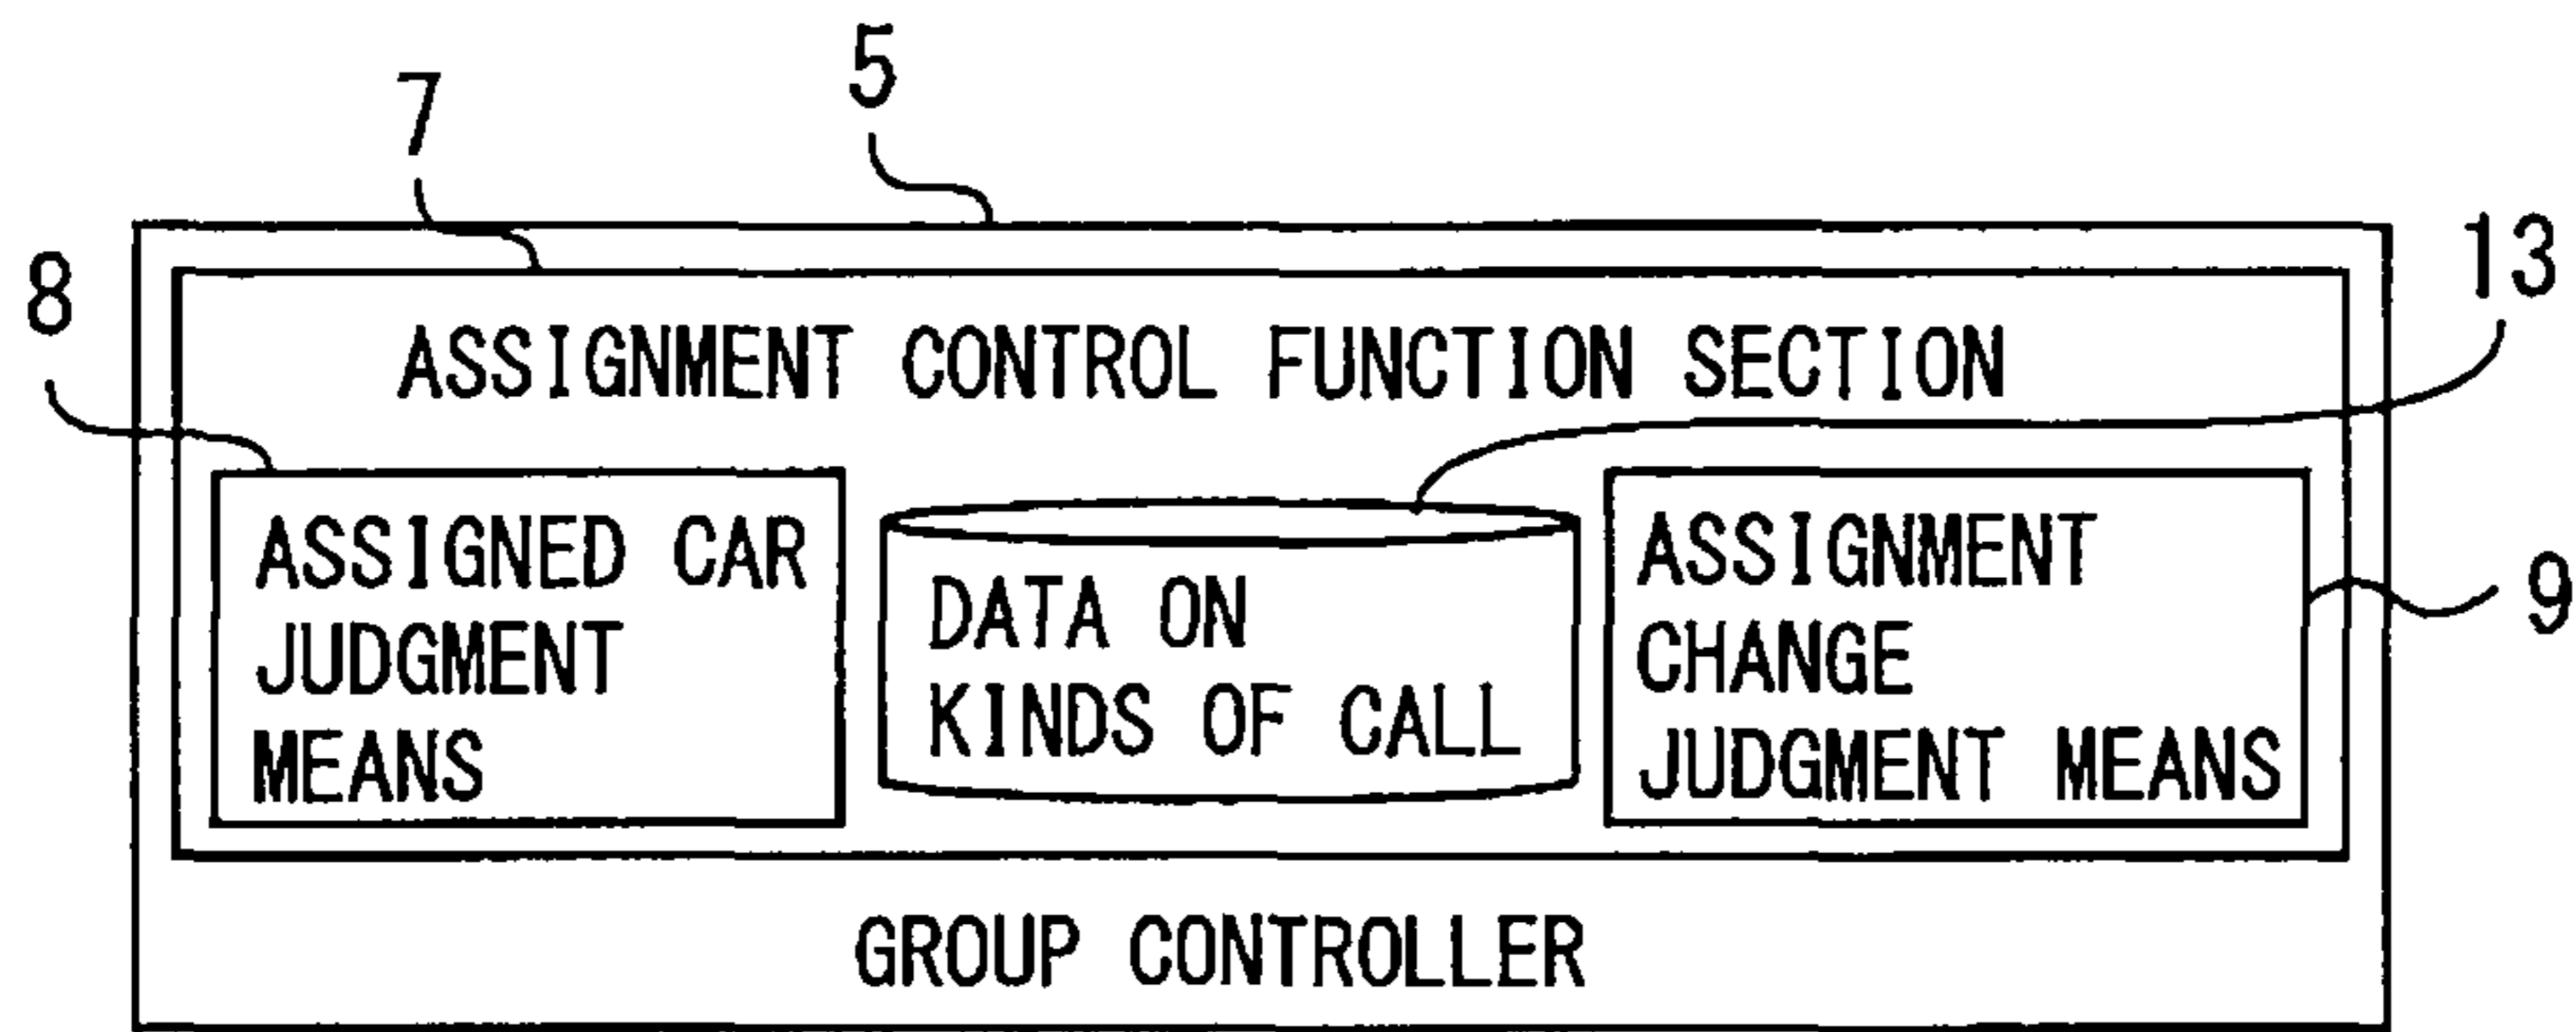 5
7
8
13
ASSIGNMENT CONTROL FUNCTION SECTION
ASSIGNED CAR
JUDGMENT
MEANS
DATA ON
KINDS OF CALL
ASSIGNMENT
CHANGE
JUDGMENT MEANS
9
GROUP CONTROLLER